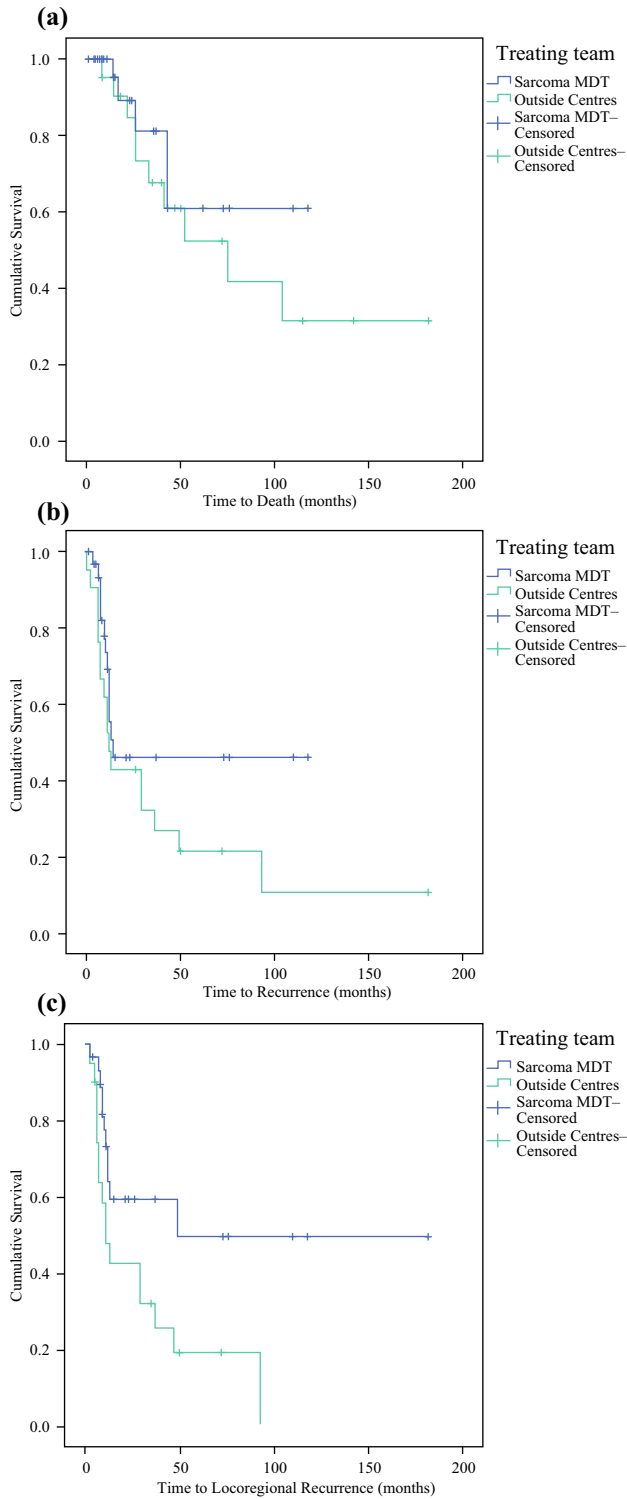 (a)
Treating team
Sarcoma MDT
Outside Centres
Sarcoma MDT–
Censored
Outside Centres–
Censored
Cumulative Survival
1.0
0.8
0.6
0.4
0.2
0.0
0 50 100 150 200
Time to Death (months)
(b)
Treating team
Sarcoma MDT
Outside Centres
Sarcoma MDT–
Censored
Outside Centres–
Censored
Cumulative Survival
1.0
0.8
0.6
0.4
0.2
0.0
0 50 100 150 200
Time to Recurrence (months)
(c)
Treating team
Sarcoma MDT
Outside Centres
Sarcoma MDT–
Censored
Outside Centres–
Censored
Cumulative Survival
1.0
0.8
0.6
0.4
0.2
0.0
0 50 100 150 200
Time to Locoregional Recurrence (months)